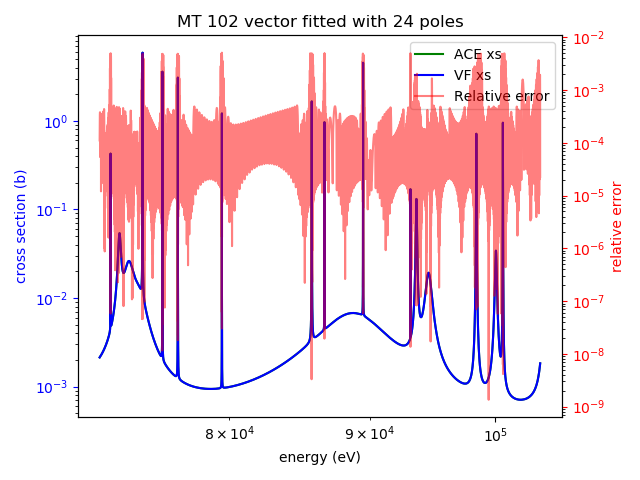 MT 102 vector fitted with 24 poles
ACE xs
VF xs
Relative error
cross section (b)
10⁰
10⁻¹
10⁻²
10⁻³
relative error
10⁻²
10⁻³
10⁻⁴
10⁻⁵
10⁻⁶
10⁻⁷
10⁻⁸
10⁻⁹
8 × 10⁴
9 × 10⁴
10⁵
energy (eV)